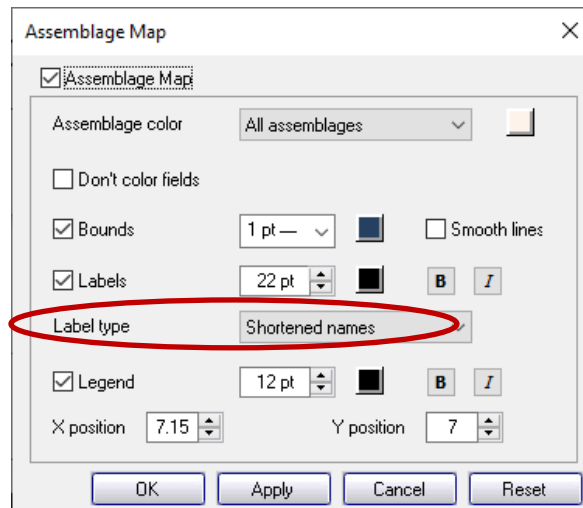 Assemblage Map
Assemblage Map
Assemblage color All assemblages
Don't color fields
Bounds 1 pt — Smooth lines
Labels 22 pt B I
Label type Shortened names
Legend 12 pt B I
X position 7.15 Y position 7
OK Apply Cancel Reset